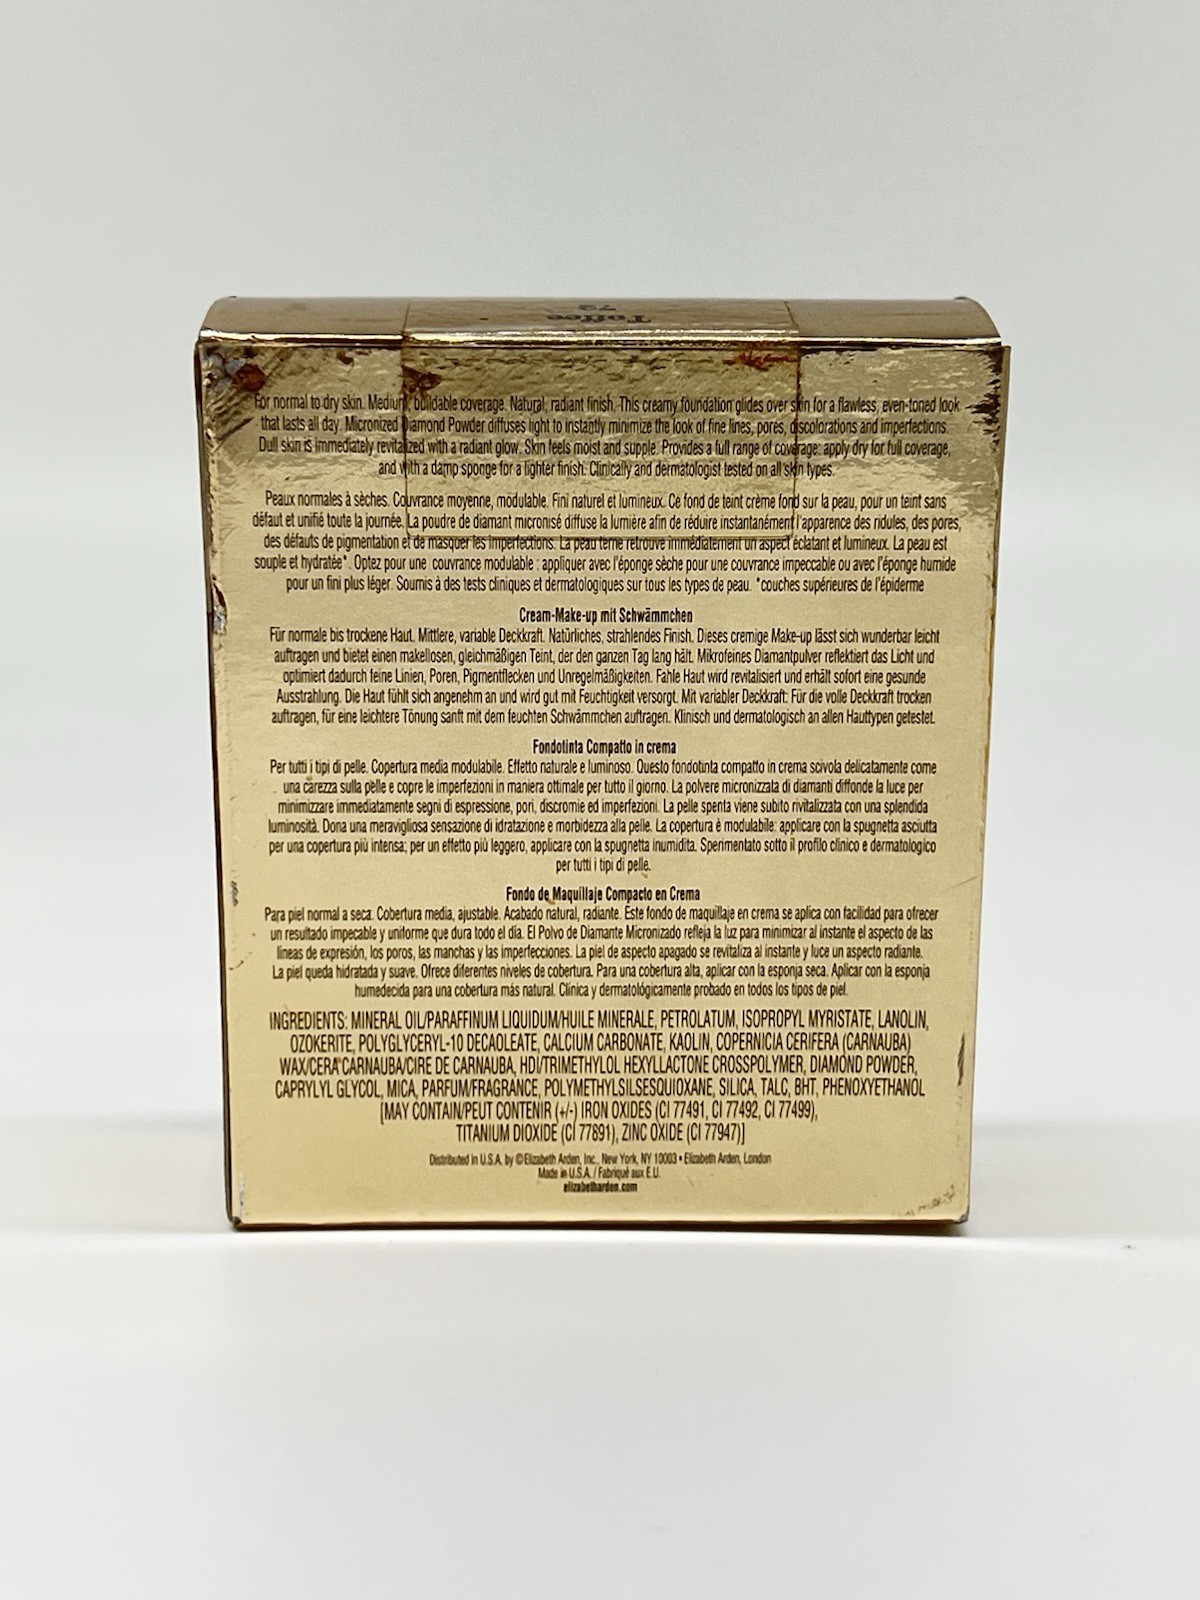 Toffee
72
For normal to dry skin. Medium, buildable coverage. Natural, radiant finish. This creamy foundation glides over skin for a flawless, even-toned look
that lasts all day. Micronized Diamond Powder diffuses light to instantly minimize the look of fine lines, pores, discolorations and imperfections.
Dull skin is immediately revitalized with a radiant glow. Skin feels moist and supple. Provides a full range of coverage: apply dry for full coverage,
and with a damp sponge for a lighter finish. Clinically and dermatologist tested on all skin types.
Peaux normales à sèches. Couvrance moyenne, modulable. Fini naturel et lumineux. Ce fond de teint crème fond sur la peau, pour un teint sans
défaut et unifié toute la journée. La poudre de diamant micronisé diffuse la lumière afin de réduire instantanément l'apparence des ridules, des pores,
des défauts de pigmentation et de masquer les imperfections. La peau terne retrouve immédiatement un aspect éclatant et lumineux. La peau est
souple et hydratée*. Optez pour une couvrance modulable : appliquer avec l'éponge sèche pour une couvrance impeccable ou avec l'éponge humide
pour un fini plus léger. Soumis à des tests cliniques et dermatologiques sur tous les types de peau. *couches supérieures de l'épiderme
Cream-Make-up mit Schwämmchen
Für normale bis trockene Haut. Mittlere, variable Deckkraft. Natürliches, strahlendes Finish. Dieses cremige Make-up lässt sich wunderbar leicht
auftragen und bietet einen makellosen, gleichmäßigen Teint, der den ganzen Tag lang hält. Mikrofeines Diamantpulver reflektiert das Licht und
optimiert dadurch feine Linien, Poren, Pigmentflecken und Unregelmäßigkeiten. Fahle Haut wird revitalisiert und erhält sofort eine gesunde
Ausstrahlung. Die Haut fühlt sich angenehm an und wird gut mit Feuchtigkeit versorgt. Mit variabler Deckkraft: Für die volle Deckkraft trocken
auftragen, für eine leichtere Tönung sanft mit dem feuchten Schwämmchen auftragen. Klinisch und dermatologisch an allen Hauttypen getestet.
Fondotinta Compatto in crema
Per tutti i tipi di pelle. Copertura media modulabile. Effetto naturale e luminoso. Questo fondotinta compatto in crema scivola delicatamente come
una carezza sulla pelle e copre le imperfezioni in maniera ottimale per tutto il giorno. La polvere micronizzata di diamanti diffonde la luce per
minimizzare immediatamente segni di espressione, pori, discromie ed imperfezioni. La pelle spenta viene subito rivitalizzata con una splendida
luminosità. Dona una meravigliosa sensazione di idratazione e morbidezza alla pelle. La copertura è modulabile: applicare con la spugnetta asciutta
per una copertura più intensa; per un effetto più leggero, applicare con la spugnetta inumidita. Sperimentato sotto il profilo clinico e dermatologico
per tutti i tipi di pelle.
Fondo de Maquillaje Compacto en Crema
Para piel normal a seca. Cobertura media, ajustable. Acabado natural, radiante. Este fondo de maquillaje en crema se aplica con facilidad para ofrecer
un resultado impecable y uniforme que dura todo el día. El Polvo de Diamante Micronizado refleja la luz para minimizar al instante el aspecto de las
líneas de expresión, los poros, las manchas y las imperfecciones. La piel de aspecto apagado se revitaliza al instante y luce un aspecto radiante.
La piel queda hidratada y suave. Ofrece diferentes niveles de cobertura. Para una cobertura alta, aplicar con la esponja seca. Aplicar con la esponja
humedecida para una cobertura más natural. Clínica y dermatológicamente probado en todos los tipos de piel.
INGREDIENTS: MINERAL OIL/PARAFFINUM LIQUIDUM/HUILE MINERALE, PETROLATUM, ISOPROPYL MYRISTATE, LANOLIN,
OZOKERITE, POLYGLYCERYL-10 DECAOLEATE, CALCIUM CARBONATE, KAOLIN, COPERNICIA CERIFERA (CARNAUBA)
WAX/CERA CARNAUBA/CIRE DE CARNAUBA, HDI/TRIMETHYLOL HEXYLLACTONE CROSSPOLYMER, DIAMOND POWDER,
CAPRYLYL GLYCOL, MICA, PARFUM/FRAGRANCE, POLYMETHYLSILSESQUIOXANE, SILICA, TALC, BHT, PHENOXYETHANOL
[MAY CONTAIN/PEUT CONTENIR (+/-) IRON OXIDES (CI 77491, CI 77492, CI 77499),
TITANIUM DIOXIDE (CI 77891), ZINC OXIDE (CI 77947)]
Distributed in U.S.A. by ©Elizabeth Arden, Inc., New York, NY 10003 • Elizabeth Arden, London
Made in U.S.A. / Fabriqué aux E.U.
elizabetharden.com